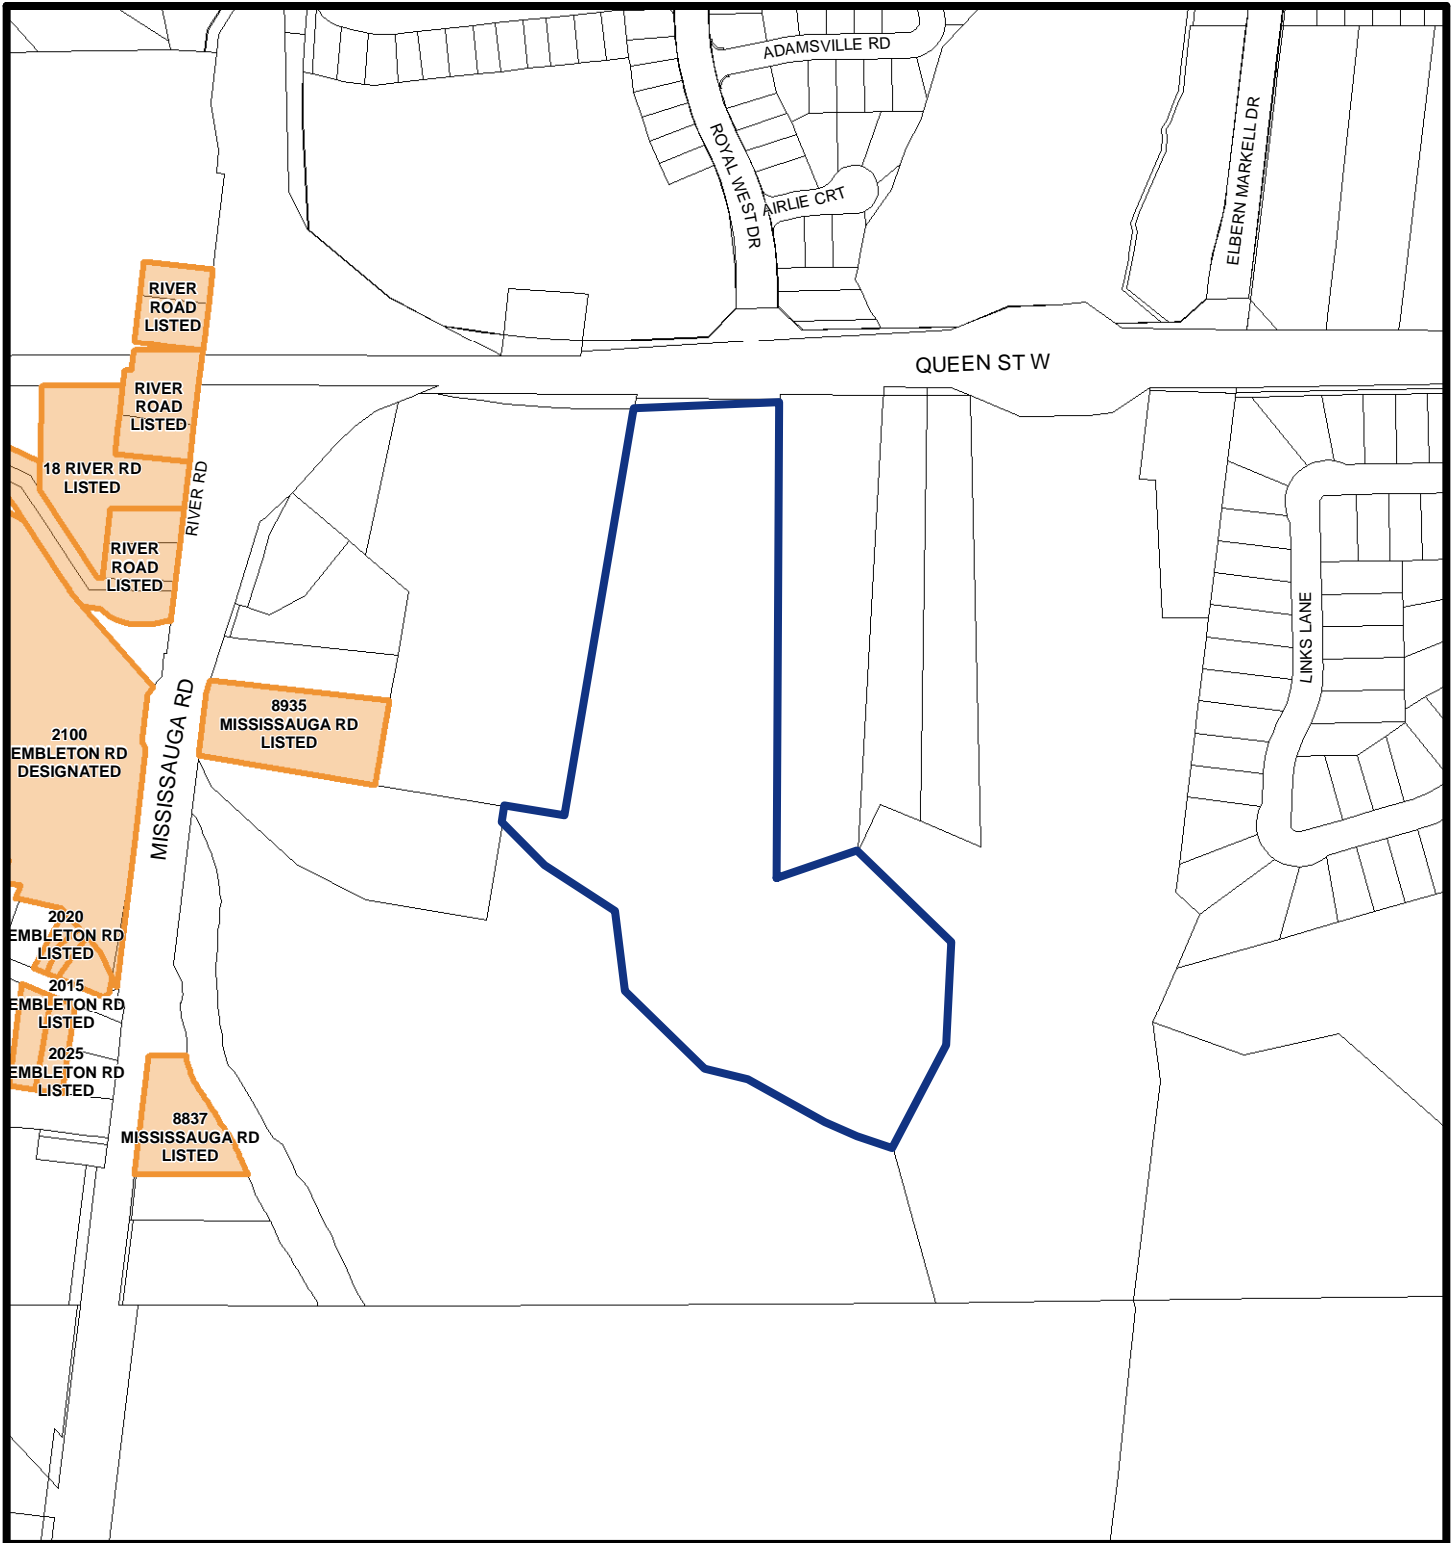 ADAMSVILLE RD
ROYAL WEST DR
AIRLIE CRT
ELBERN MARKELL DR
RIVER
ROAD
LISTED
QUEEN ST W
RIVER
ROAD
LISTED
18 RIVER RD
LISTED
RIVER RD
RIVER
ROAD
LISTED
LINKS LANE
8935
MISSISSAUGA RD
LISTED
2100
EMBLETON RD
DESIGNATED
MISSISSAUGA RD
2020
EMBLETON RD
LISTED
2015
EMBLETON RD
LISTED
2025
EMBLETON RD
LISTED
8837
MISSISSAUGA RD
LISTED